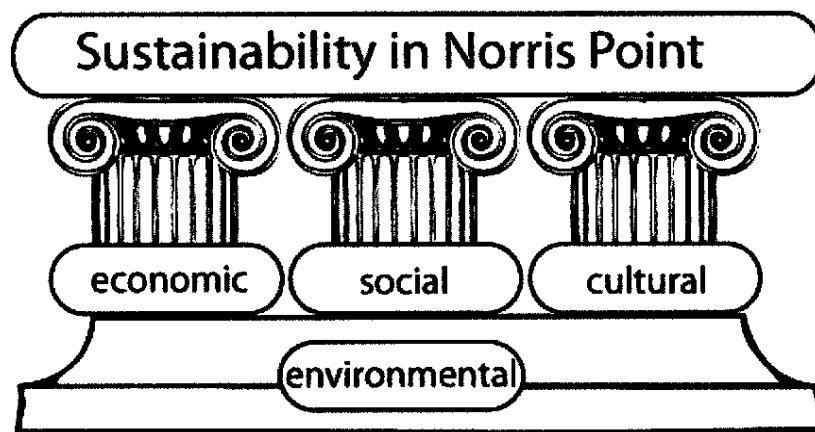 Sustainability in Norris Point
economic
social
cultural
environmental